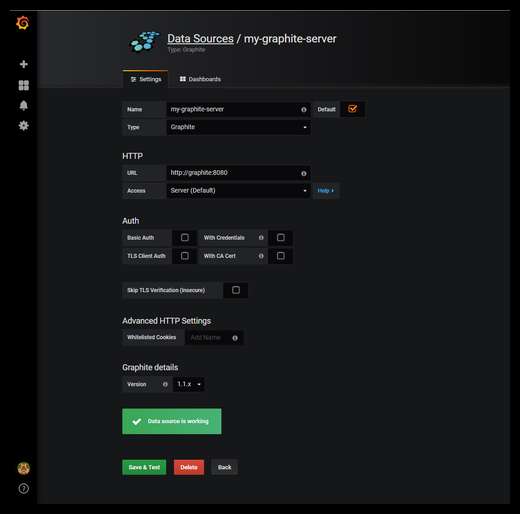 Data Sources / my-graphite-server
Type: Graphite
Settings Dashboards
Name my-graphite-server Default
Type Graphite
HTTP
URL http://graphite:8080
Access Server (Default) Help
Auth
Basic Auth With Credentials
TLS Client Auth With CA Cert
Skip TLS Verification (Insecure)
Advanced HTTP Settings
Whitelisted Cookies Add Name
Graphite details
Version 1.1.x
Data source is working
Save & Test Delete Back